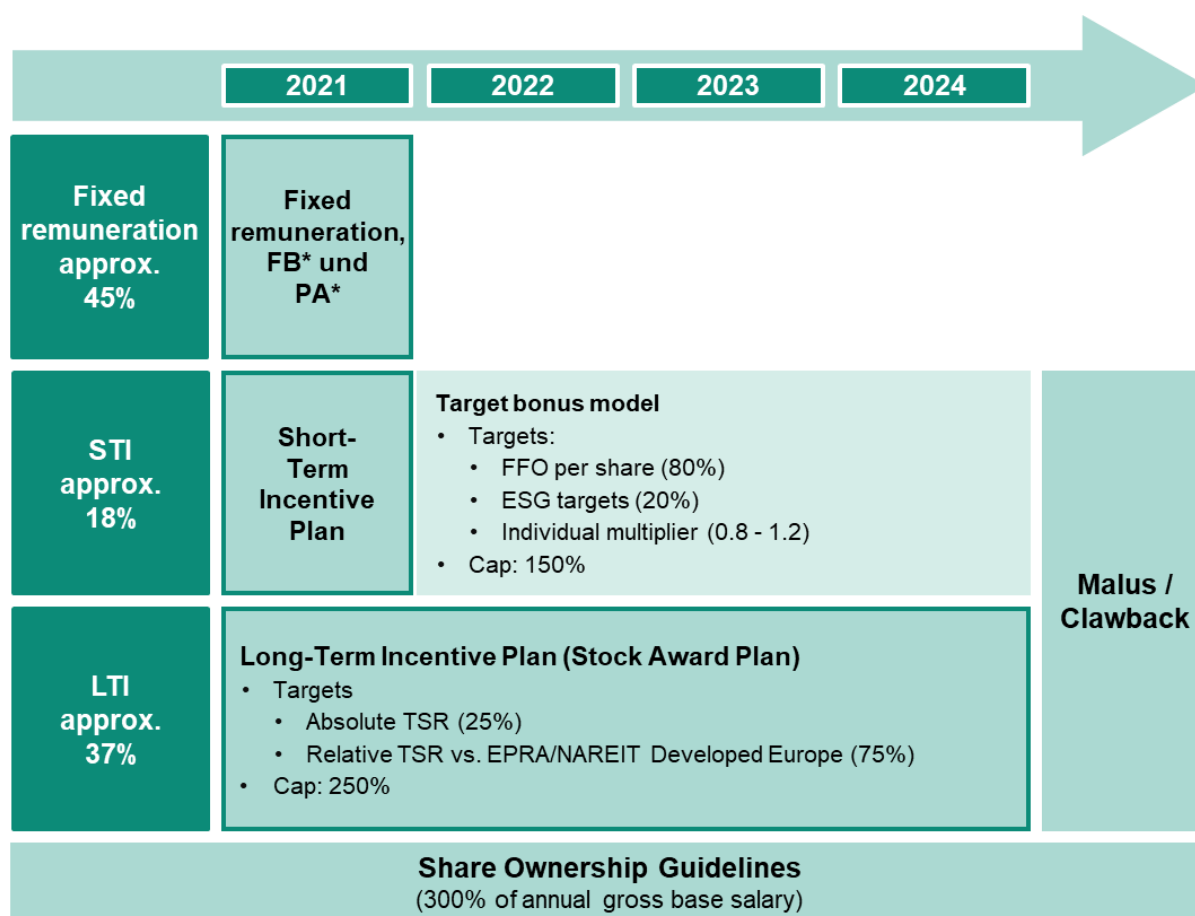 2021
2022
2023
2024
Fixed
remuneration
approx.
45%
Fixed
remuneration,
FB* und
PA*
STI
approx.
18%
Short-
Term
Incentive
Plan
Target bonus model
• Targets:
• FFO per share (80%)
• ESG targets (20%)
• Individual multiplier (0.8 - 1.2)
• Cap: 150%
Malus /
Clawback
LTI
approx.
37%
Long-Term Incentive Plan (Stock Award Plan)
• Targets
• Absolute TSR (25%)
• Relative TSR vs. EPRA/NAREIT Developed Europe (75%)
• Cap: 250%
Share Ownership Guidelines
(300% of annual gross base salary)